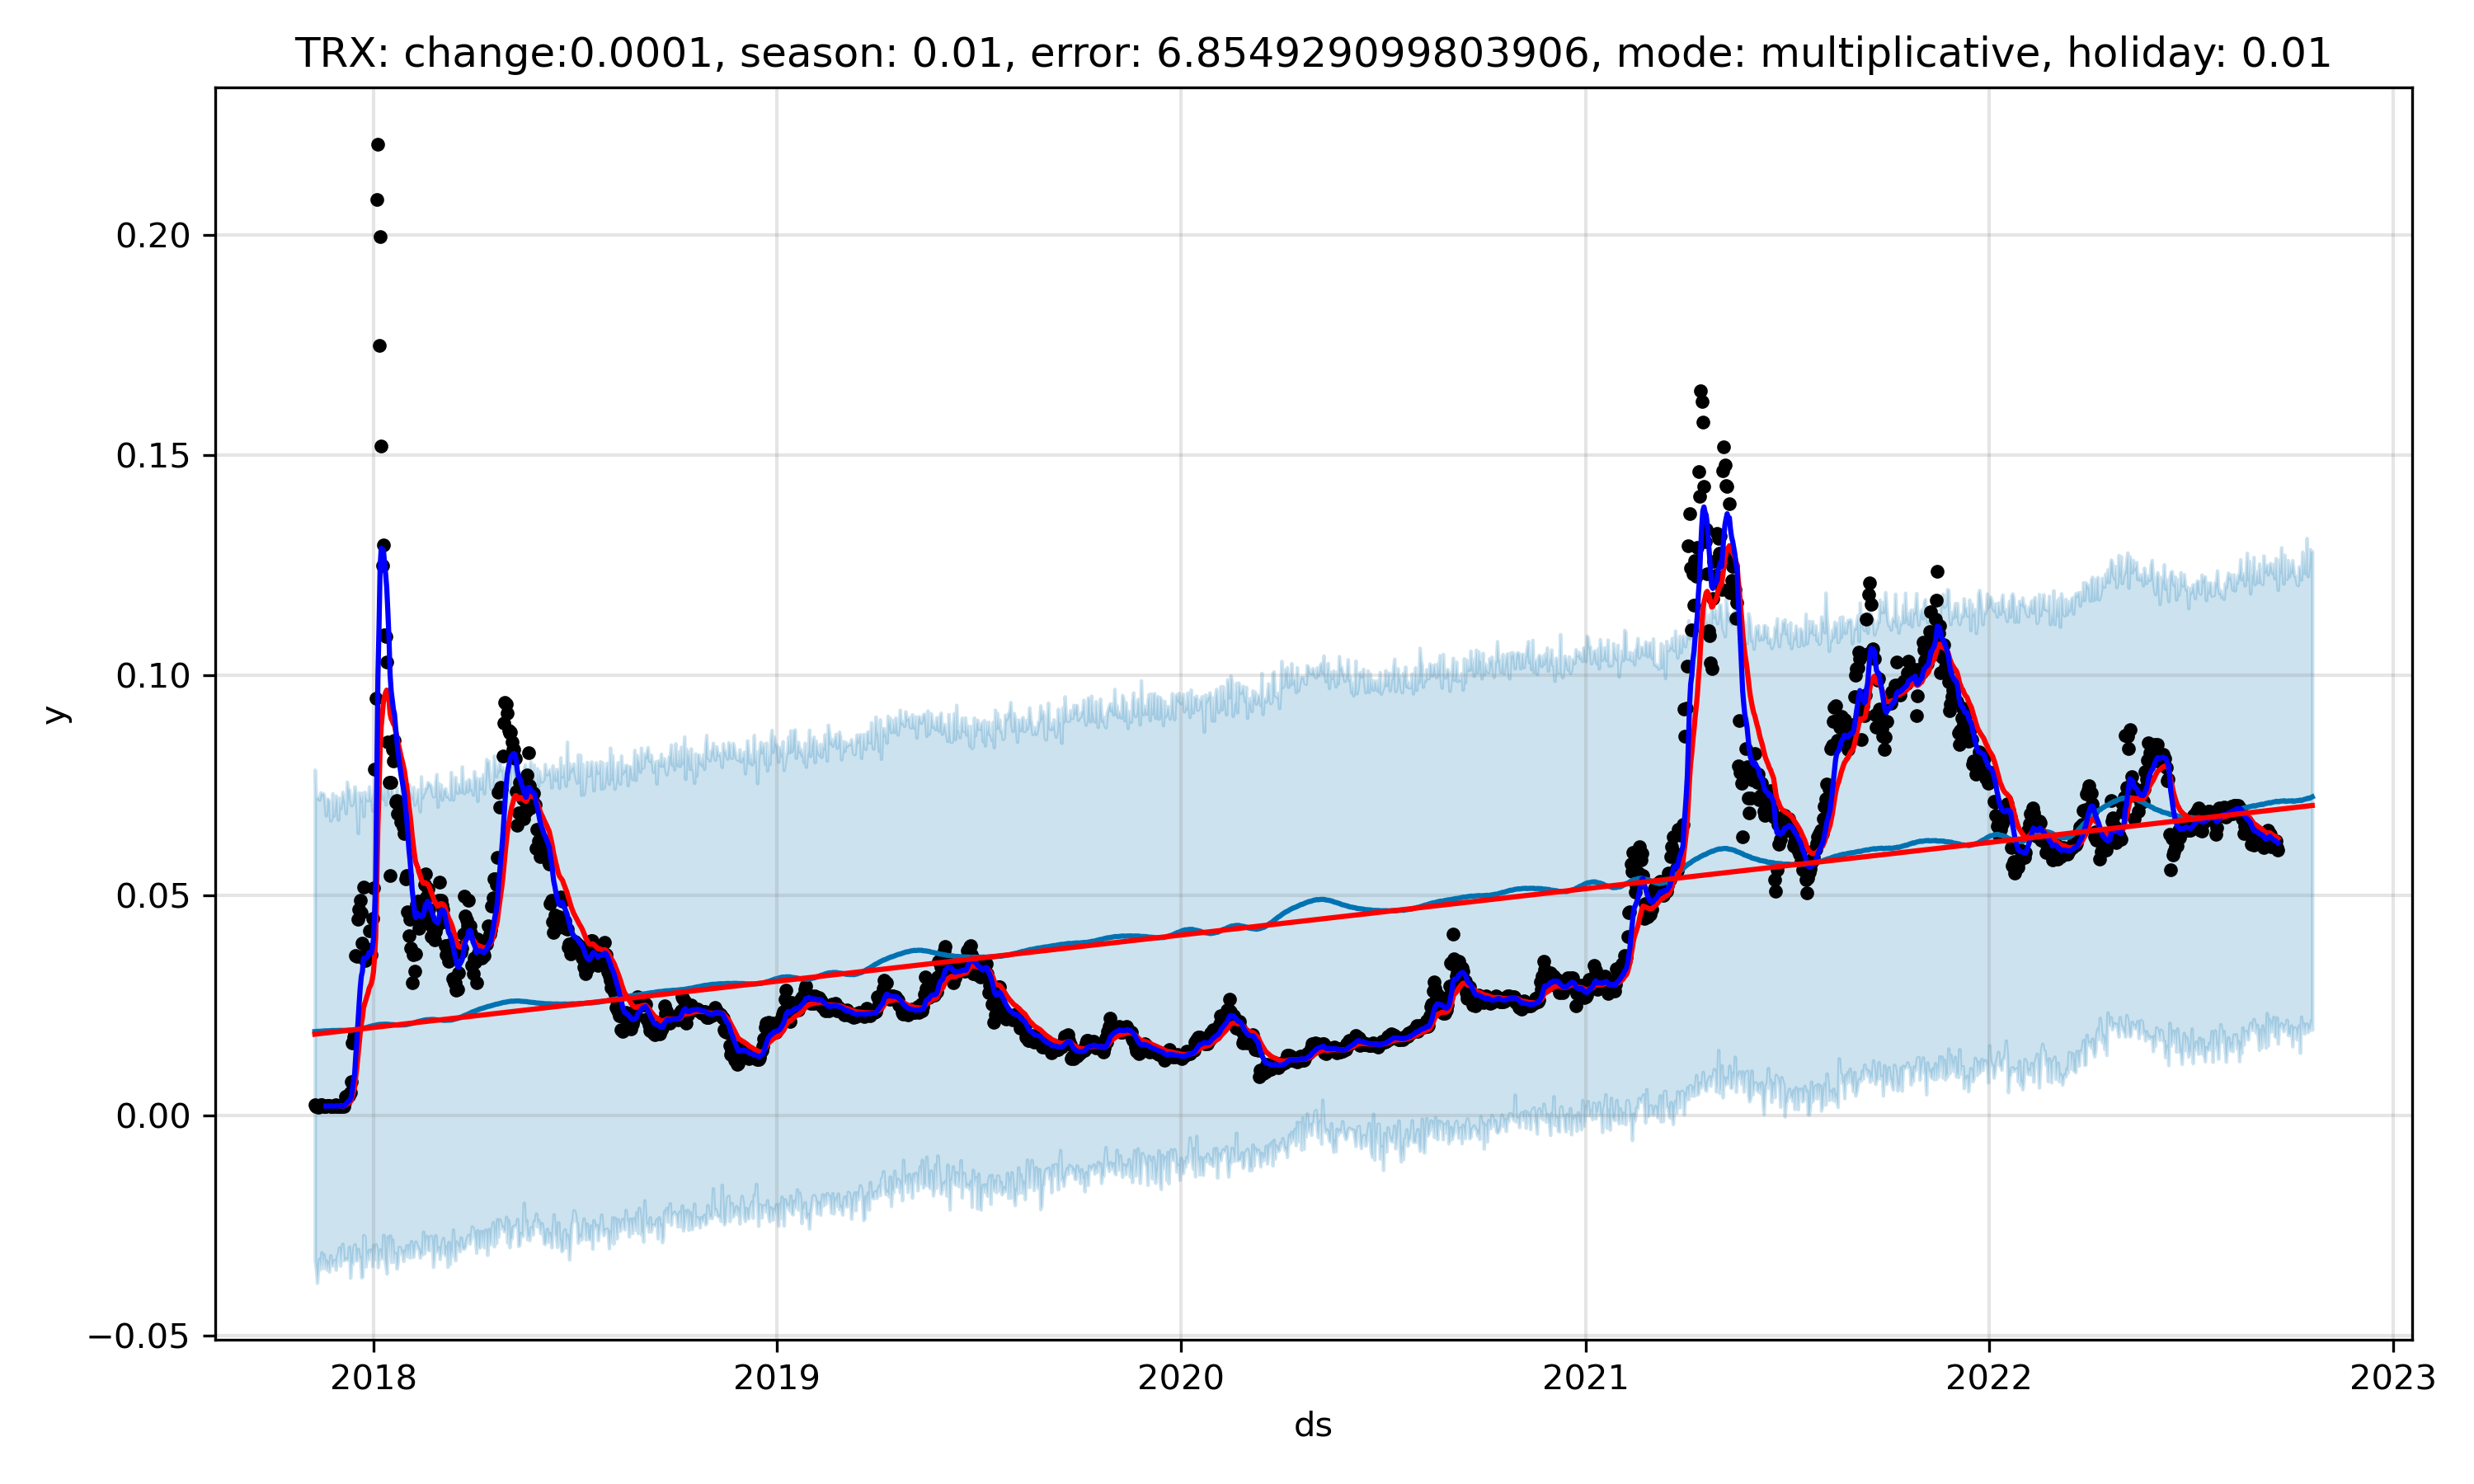 TRX: change:0.0001, season: 0.01, error: 6.854929099803906, mode: multiplicative, holiday: 0.01
0.20
0.15
0.10
0.05
0.00
−0.05
y
2018 2019 2020 2021 2022 2023
ds